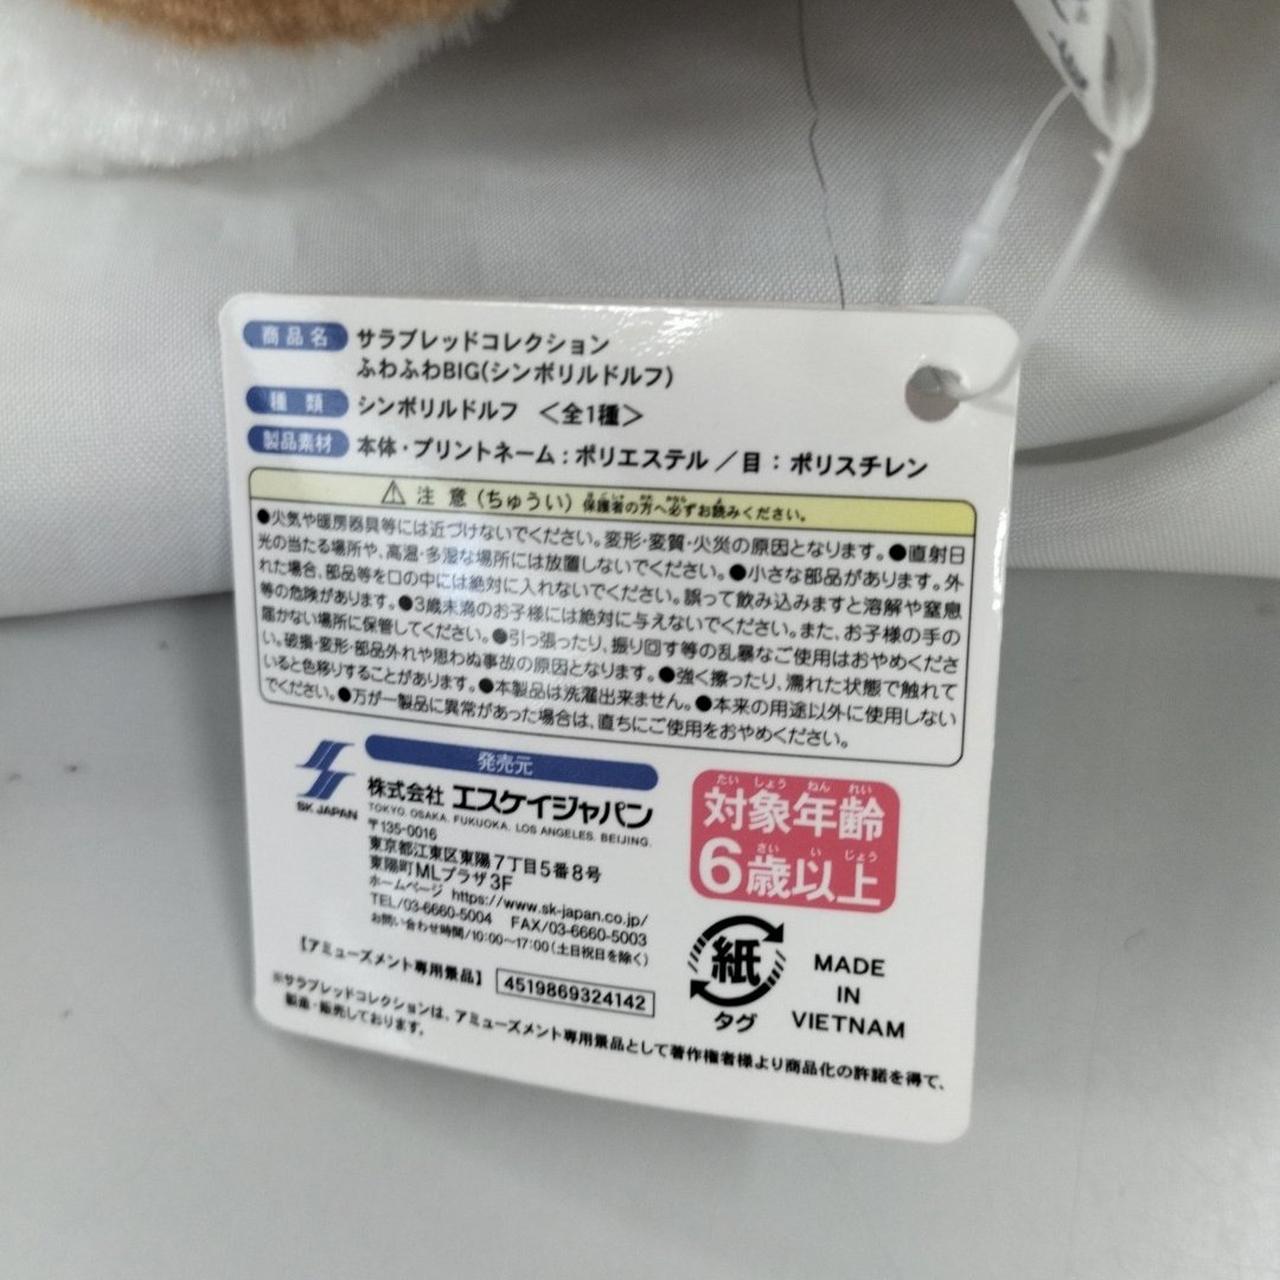 商品名 サラブレッドコレクション
ふわふわBIG(シンボリルドルフ)
種類 シンボリルドルフ <全1種>
製品素材 本体・プリントネーム：ポリエステル／目：ポリスチレン
⚠ 注意(ちゅうい) 保護者の方へ必ずお読みください。
●火気や暖房器具等には近づけないでください。変形・変質・火災の原因となります。●直射日
光の当たる場所や、高温・多湿な場所には放置しないでください。●小さな部品があります。外
れた場合、部品等を口の中には絶対に入れないでください。誤って飲み込みますと溶解や窒息
等の危険があります。●3歳未満のお子様には絶対に与えないでください。また、お子様の手の
届かない場所に保管してください。●引っ張ったり、振り回す等の乱暴なご使用はおやめくださ
い。破損・変形・部品外れや思わぬ事故の原因となります。●強く擦ったり、濡れた状態で触れて
いると色移りすることがあります。●本製品は洗濯出来ません。●本来の用途以外に使用しない
でください。●万が一製品に異常があった場合は、直ちにご使用をおやめください。
発売元
SK JAPAN
株式会社 エスケイジャパン
TOKYO. OSAKA. FUKUOKA. LOS ANGELES. BEIJING.
〒135-0016
東京都江東区東陽7丁目5番8号
東陽町MLプラザ3F
ホームページ https://www.sk-japan.co.jp/
TEL/03-6660-5004 FAX/03-6660-5003
お問い合わせ時間/10:00～17:00(土日祝日を除く)
【アミューズメント専用景品】 4519869324142
たいしょうねんれい
対象年齢
さいいじょう
6歳以上
紙
タグ
MADE
IN
VIETNAM
※サラブレッドコレクションは、アミューズメント専用景品として著作権者様より商品化の許諾を得て、
製造・販売しております。